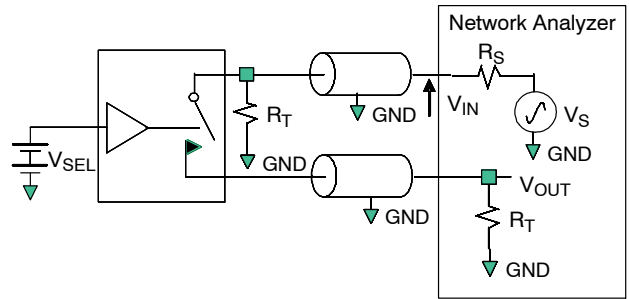 Network Analyzer
RS
VIN
VS
GND
RT
GND
GND
VSEL
VOUT
GND
RT
GND